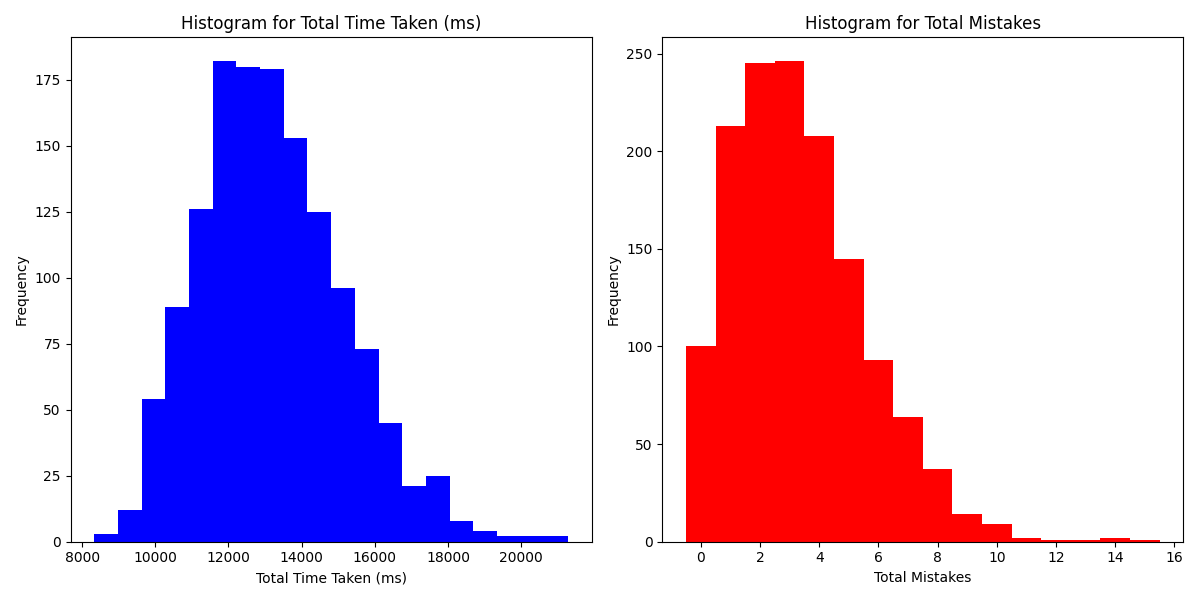 Histogram for Total Time Taken (ms)
Frequency
175
150
125
100
75
50
25
0
8000 10000 12000 14000 16000 18000 20000
Total Time Taken (ms)
Histogram for Total Mistakes
Frequency
250
200
150
100
50
0
0 2 4 6 8 10 12 14 16
Total Mistakes